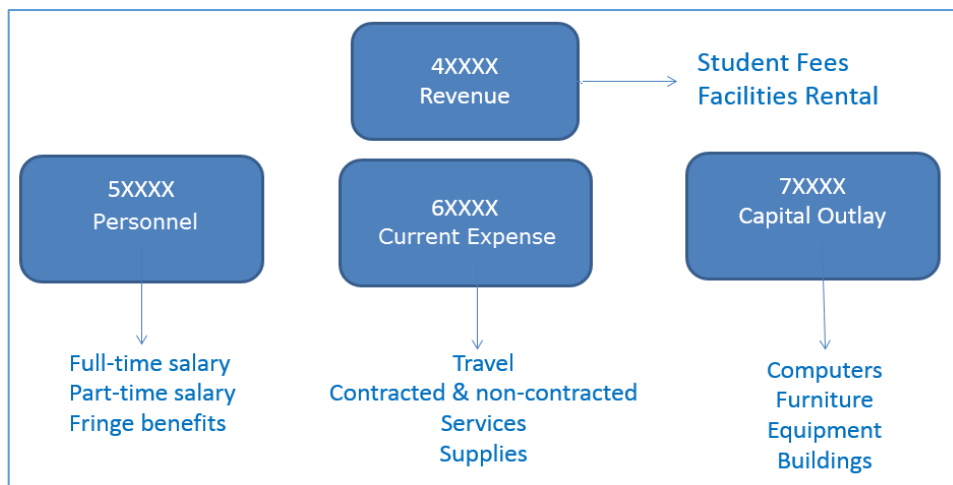 4XXXX
Revenue
Student Fees
Facilities Rental
5XXXX
Personnel
6XXXX
Current Expense
7XXXX
Capital Outlay
Full-time salary
Part-time salary
Fringe benefits
Travel
Contracted & non-contracted
Services
Supplies
Computers
Furniture
Equipment
Buildings